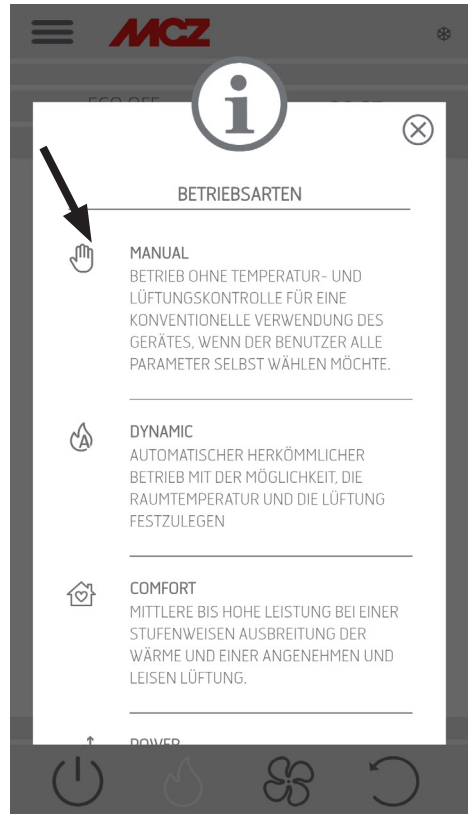 MCZ
BETRIEBSARTEN
MANUAL
BETRIEB OHNE TEMPERATUR- UND
LÜFTUNGSKONTROLLE FÜR EINE
KONVENTIONELLE VERWENDUNG DES
GERÄTES, WENN DER BENUTZER ALLE
PARAMETER SELBST WÄHLEN MÖCHTE.
DYNAMIC
AUTOMATISCHER HERKÖMMLICHER
BETRIEB MIT DER MÖGLICHKEIT, DIE
RAUMTEMPERATUR UND DIE LÜFTUNG
FESTZULEGEN
COMFORT
MITTLERE BIS HOHE LEISTUNG BEI EINER
STUFENWEISEN AUSBREITUNG DER
WÄRME UND EINER ANGENEHMEN UND
LEISEN LÜFTUNG.
POWER